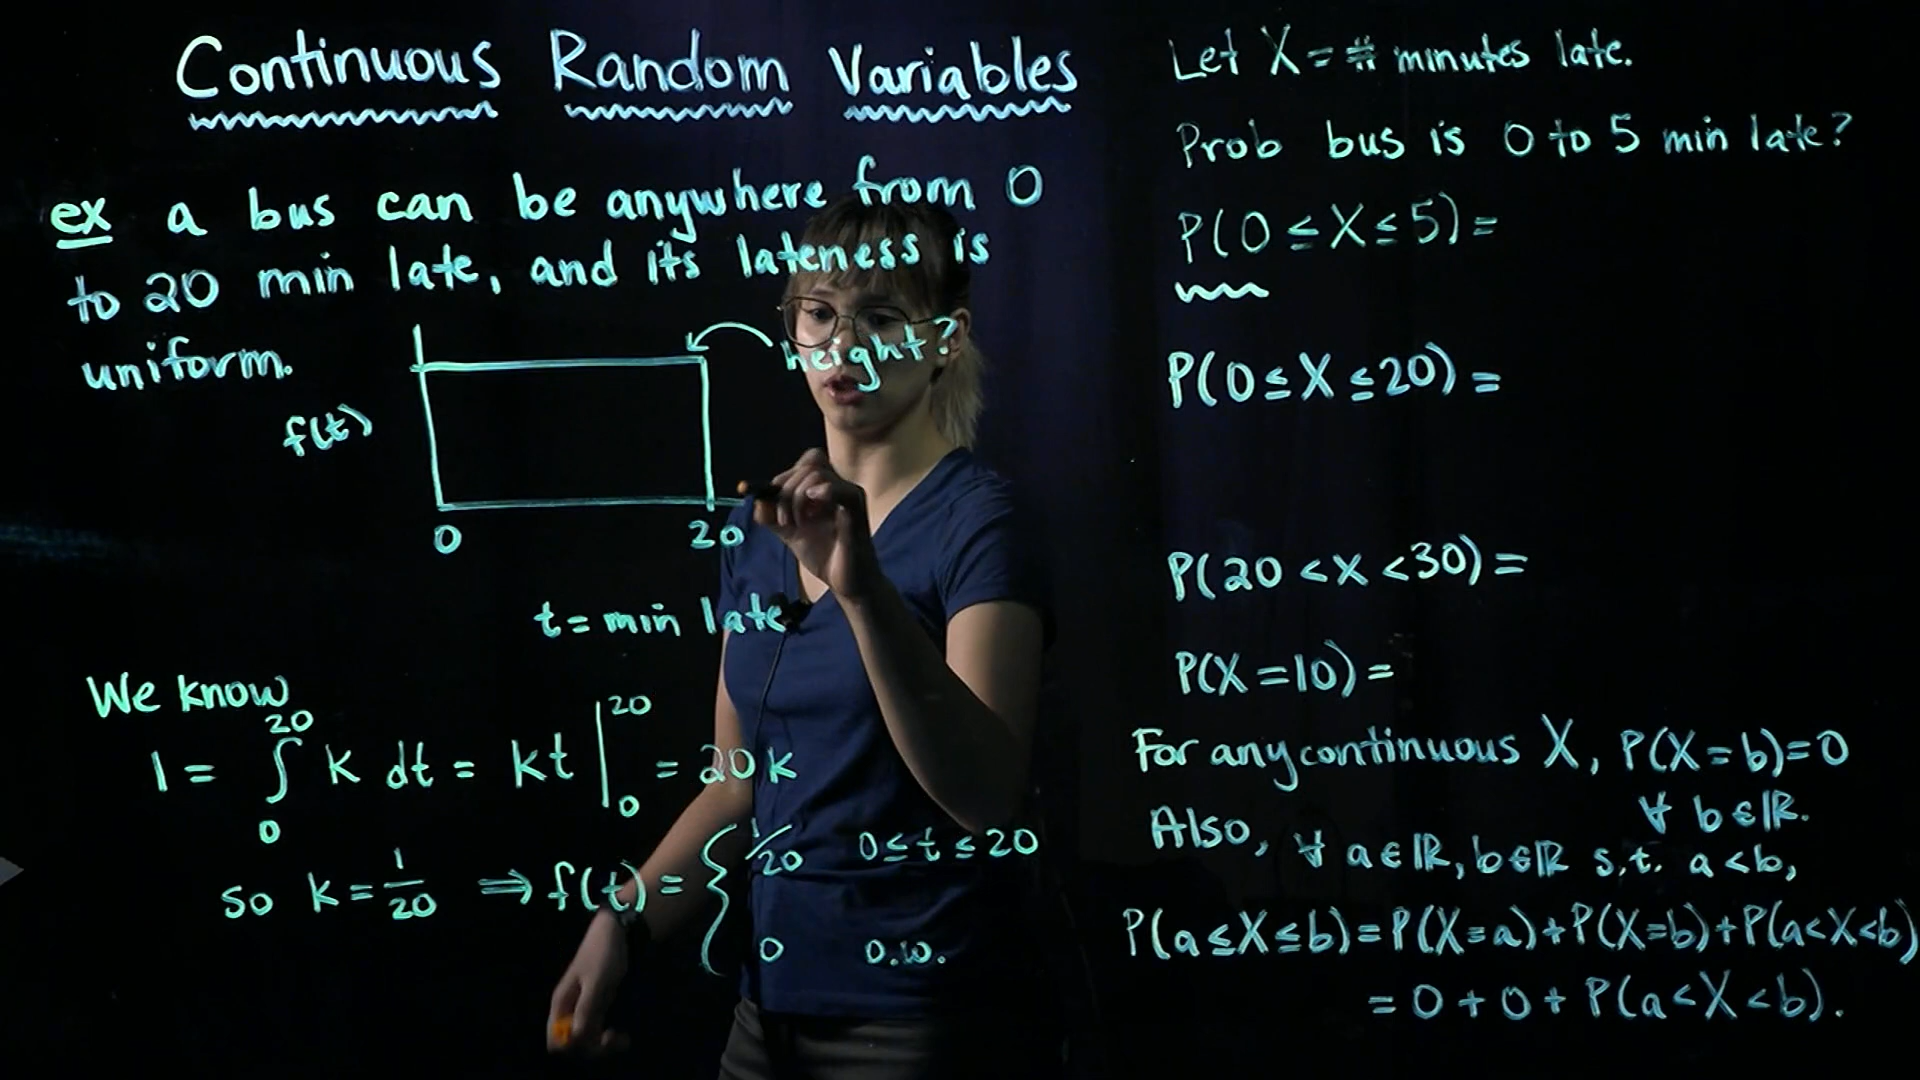 Continuous Random Variables
ex a bus can be anywhere from 0
to 20 min late, and its lateness is
uniform.
height?
f(t)
0 20
t = min late
We know
1 = ∫₀²⁰ k dt = kt |₀²⁰ = 20k
so k = 1/20 ⇒ f(t) = { 1/20 0 ≤ t ≤ 20
0 o.w.
Let X = # minutes late.
Prob bus is 0 to 5 min late?
P(0 ≤ X ≤ 5) =
P(0 ≤ X ≤ 20) =
P(20 < X < 30) =
P(X = 10) =
For any continuous X, P(X = b) = 0
∀ b ∈ ℝ.
Also, ∀ a ∈ ℝ, b ∈ ℝ s.t. a < b,
P(a ≤ X ≤ b) = P(X = a) + P(X = b) + P(a < X < b)
= 0 + 0 + P(a < X < b).